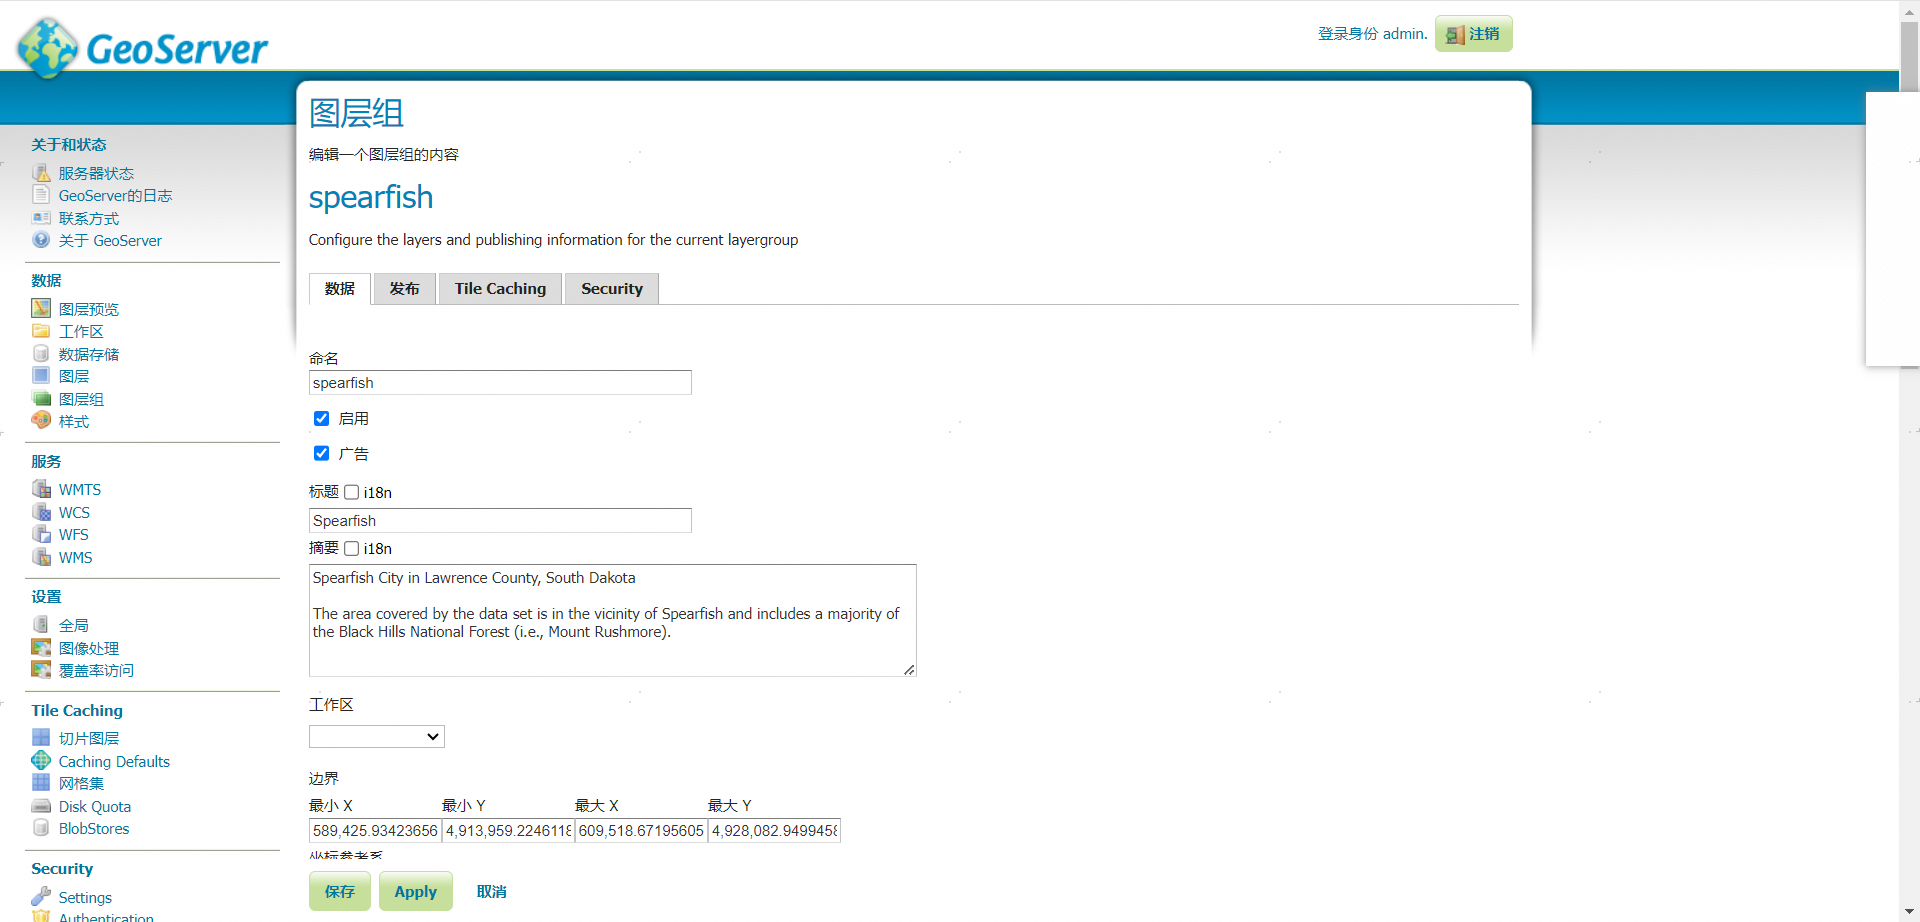 GeoServer
登录身份 admin.
注销
关于和状态
服务器状态
GeoServer的日志
联系方式
关于 GeoServer
数据
图层预览
工作区
数据存储
图层
图层组
样式
服务
WMTS
WCS
WFS
WMS
设置
全局
图像处理
覆盖率访问
Tile Caching
切片图层
Caching Defaults
网格集
Disk Quota
BlobStores
Security
Settings
Authentication
图层组
编辑一个图层组的内容
spearfish
Configure the layers and publishing information for the current layergroup
数据 发布 Tile Caching Security
命名
spearfish
启用
广告
标题 i18n
Spearfish
摘要 i18n
Spearfish City in Lawrence County, South Dakota
The area covered by the data set is in the vicinity of Spearfish and includes a majority of
the Black Hills National Forest (i.e., Mount Rushmore).
工作区
边界
最小 X 最小 Y 最大 X 最大 Y
589,425.93423656 4,913,959.2246118 609,518.67195605 4,928,082.9499458
坐标参考系
保存 Apply 取消